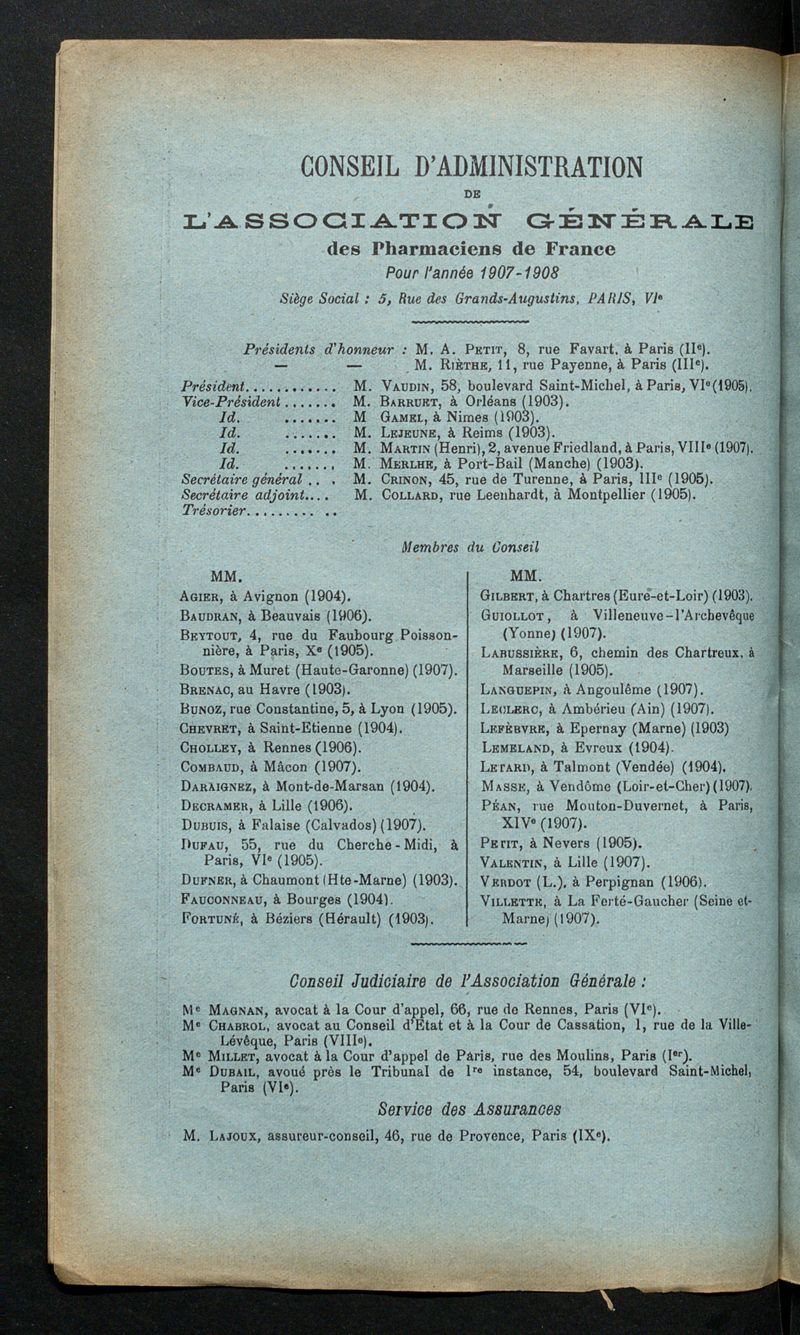 CONSEIL D'ADMINISTRATION
DE
L'ASSOCIATION GÉNÉRALE
des Pharmaciens de France
Pour l'année 1907-1908
Siège Social : 5, Rue des Grands-Augustins, PARIS, VIe
Présidents d'honneur : M. A. PETIT, 8, rue Favart, à Paris (IIe).
— — M. RIÈTHE, 11, rue Payenne, à Paris (IIIe).
Président............ M. VAUDIN, 58, boulevard Saint-Michel, à Paris, VIe (1905).
Vice-Président....... M. BARRUET, à Orléans (1903).
Id. ....... M GAMEL, à Nimes (1903).
Id. ....... M. LEJEUNE, à Reims (1903).
Id. ....... M. MARTIN (Henri), 2, avenue Friedland, à Paris, VIIIe (1907).
Id. ....... M. MERLHE, à Port-Bail (Manche) (1903).
Secrétaire général .. . M. CRINON, 45, rue de Turenne, à Paris, IIIe (1905).
Secrétaire adjoint.... M. COLLARD, rue Leenhardt, à Montpellier (1905).
Trésorier......... ..
Membres du Conseil
MM.
AGIER, à Avignon (1904).
BAUDRAN, à Beauvais (1906).
BEYTOUT, 4, rue du Faubourg Poisson-
nière, à Paris, Xe (1905).
BOUTES, à Muret (Haute-Garonne) (1907).
BRENAC, au Havre (1903).
BUNOZ, rue Constantine, 5, à Lyon (1905).
CHEVRET, à Saint-Etienne (1904).
CHOLLEY, à Rennes (1906).
COMBAUD, à Mâcon (1907).
DARAIGNEZ, à Mont-de-Marsan (1904).
DECRAMER, à Lille (1906).
DUBUIS, à Falaise (Calvados) (1907).
DUFAU, 55, rue du Cherche-Midi, à
Paris, VIe (1905).
DUFNER, à Chaumont (Hte-Marne) (1903).
FAUCONNEAU, à Bourges (1904).
FORTUNÉ, à Béziers (Hérault) (1903).
MM.
GILBERT, à Chartres (Eure-et-Loir) (1903).
GUIOLLOT, à Villeneuve-l'Archevêque
(Yonne) (1907).
LABUSSIÈRE, 6, chemin des Chartreux, à
Marseille (1905).
LANGUEPIN, à Angoulême (1907).
LECLÆRC, à Ambérieu (Ain) (1907).
LEFÈBVRE, à Epernay (Marne) (1903)
LEMELAND, à Evreux (1904).
LETARD, à Talmont (Vendée) (1904).
MASSE, à Vendôme (Loir-et-Cher) (1907).
PÉAN, rue Mouton-Duvernet, à Paris,
XIVe (1907).
PETIT, à Nevers (1905).
VALENTIN, à Lille (1907).
VERDOT (L.), à Perpignan (1906).
VILLETTE, à La Ferté-Gaucher (Seine et-
Marne) (1907).
Conseil Judiciaire de l'Association Générale :
Me MAGNAN, avocat à la Cour d'appel, 66, rue de Rennes, Paris (VIe).
Me CHABROL, avocat au Conseil d'Etat et à la Cour de Cassation, 1, rue de la Ville-
Lévêque, Paris (VIIIe).
Me MILLET, avocat à la Cour d'appel de Paris, rue des Moulins, Paris (Ier).
Me DUBAIL, avoué près le Tribunal de 1re instance, 54, boulevard Saint-Michel,
Paris (VIe).
Service des Assurances
M. LAJOUX, assureur-conseil, 46, rue de Provence, Paris (IXe).